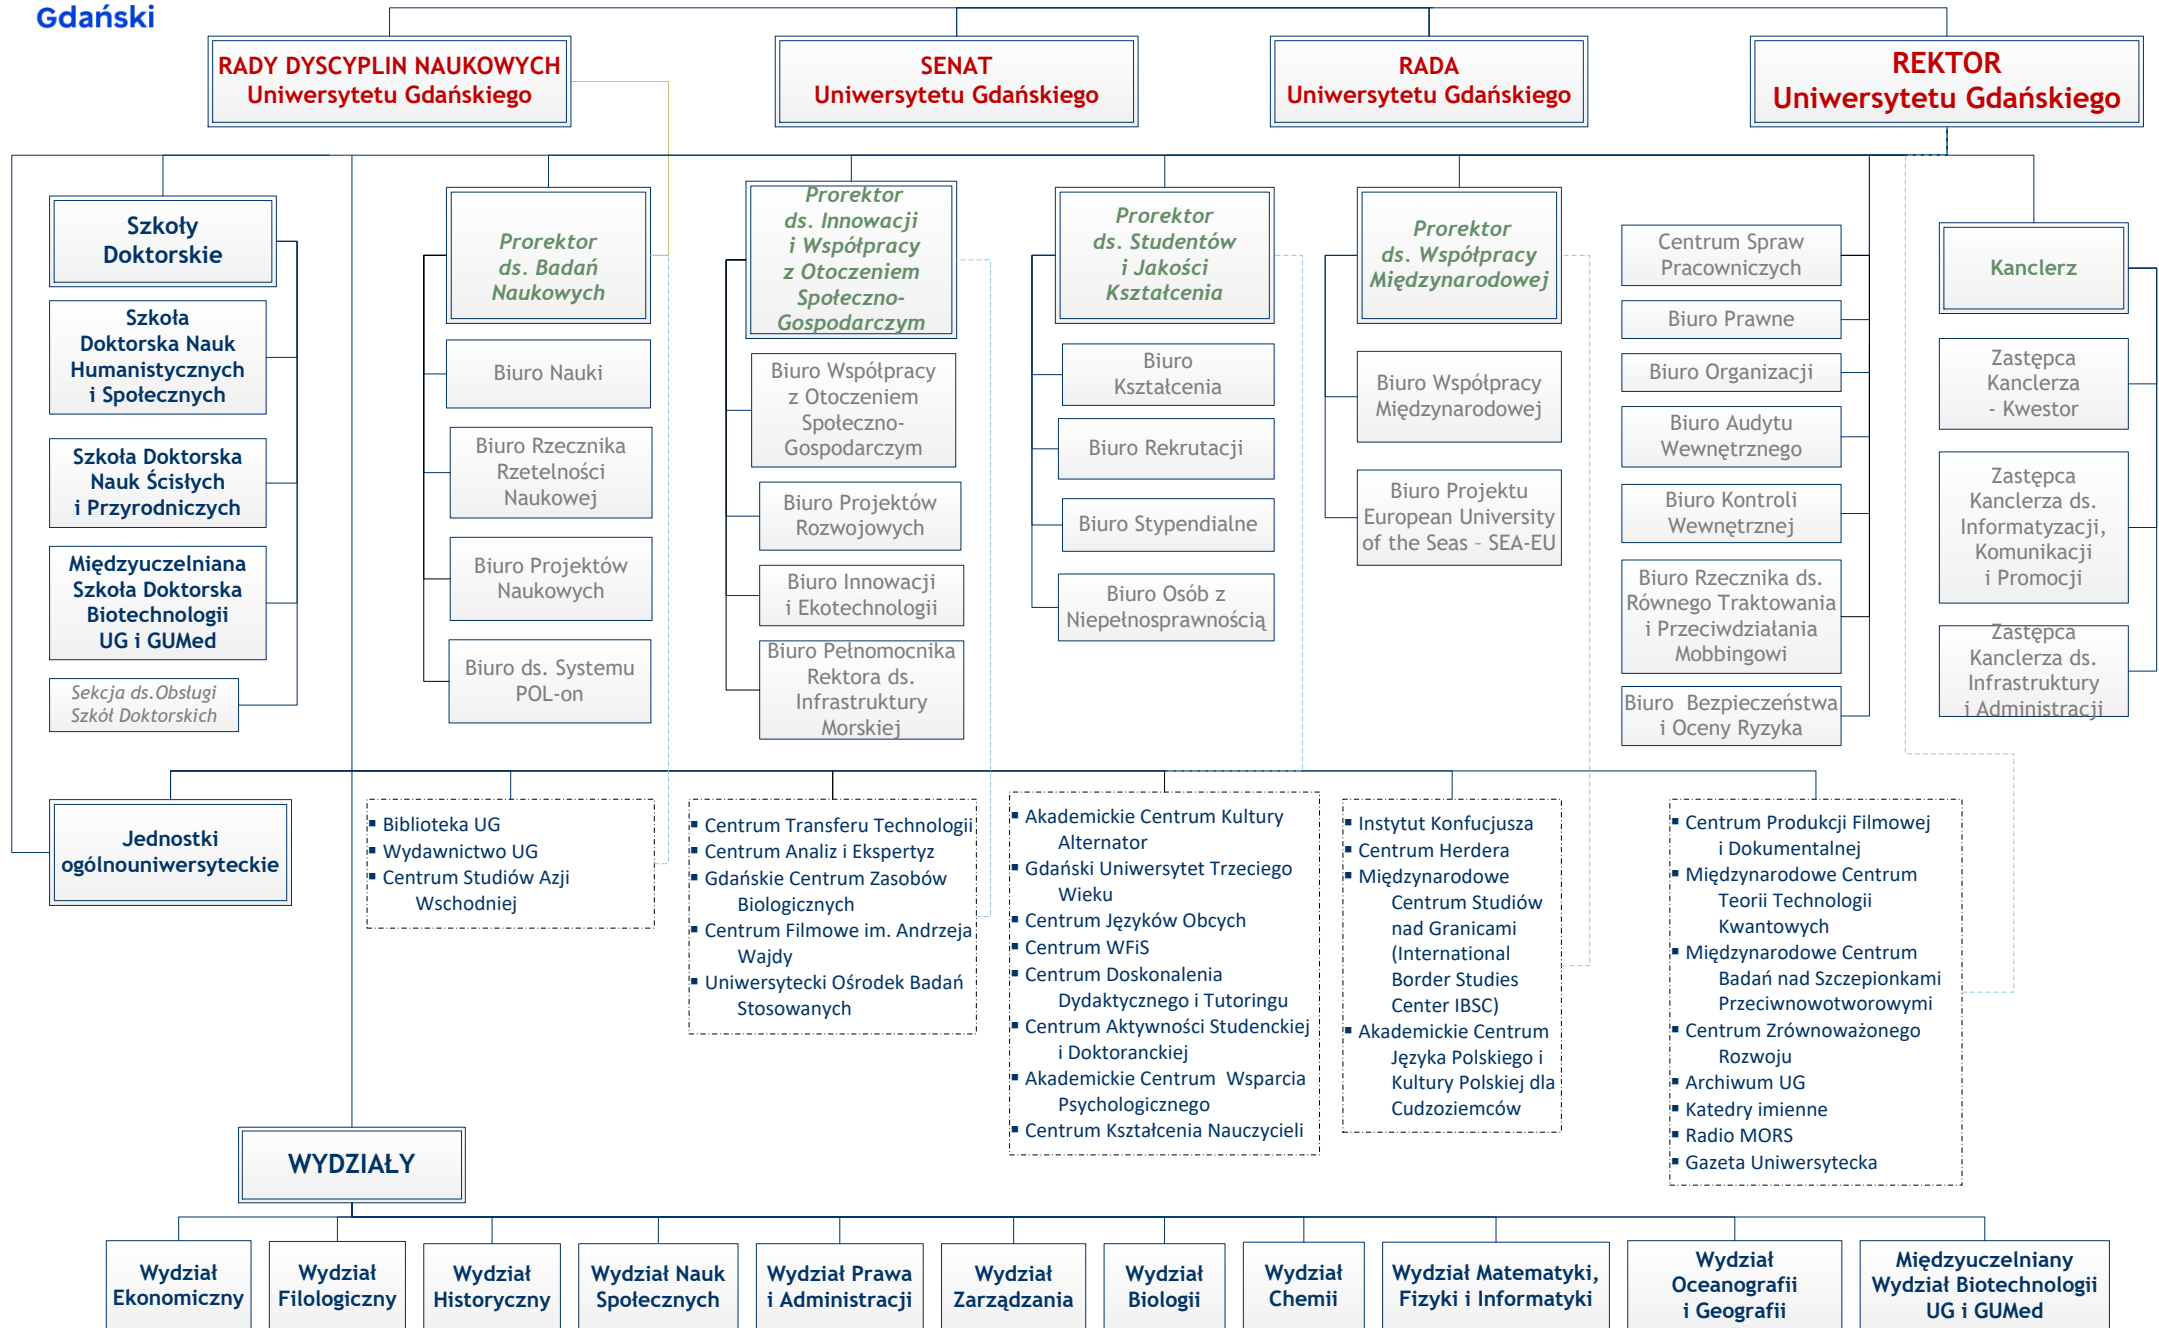 Gdański
RADY DYSCYPLIN NAUKOWYCH
Uniwersytetu Gdańskiego
SENAT
Uniwersytetu Gdańskiego
RADA
Uniwersytetu Gdańskiego
REKTOR
Uniwersytetu Gdańskiego
Szkoły
Doktorskie
Szkoła
Doktorska Nauk
Humanistycznych
i Społecznych
Szkoła Doktorska
Nauk Ścisłych
i Przyrodniczych
Międzyuczelniana
Szkoła Doktorska
Biotechnologii
UG i GUMed
Sekcja ds.Obsługi
Szkół Doktorskich
Prorektor
ds. Badań
Naukowych
Biuro Nauki
Biuro Rzecznika
Rzetelności
Naukowej
Biuro Projektów
Naukowych
Biuro ds. Systemu
POL-on
Prorektor
ds. Innowacji
i Współpracy
z Otoczeniem
Społeczno-
Gospodarczym
Biuro Współpracy
z Otoczeniem
Społeczno-
Gospodarczym
Biuro Projektów
Rozwojowych
Biuro Innowacji
i Ekotechnologii
Biuro Pełnomocnika
Rektora ds.
Infrastruktury
Morskiej
Prorektor
ds. Studentów
i Jakości
Kształcenia
Biuro
Kształcenia
Biuro Rekrutacji
Biuro Stypendialne
Biuro Osób z
Niepełnosprawnością
Prorektor
ds. Współpracy
Międzynarodowej
Biuro Współpracy
Międzynarodowej
Biuro Projektu
European University
of the Seas – SEA-EU
Centrum Spraw
Pracowniczych
Biuro Prawne
Biuro Organizacji
Biuro Audytu
Wewnętrznego
Biuro Kontroli
Wewnętrznej
Biuro Rzecznika ds.
Równego Traktowania
i Przeciwdziałania
Mobbingowi
Biuro Bezpieczeństwa
i Oceny Ryzyka
Kanclerz
Zastępca
Kanclerza
- Kwestor
Zastępca
Kanclerza ds.
Informatyzacji,
Komunikacji
i Promocji
Zastępca
Kanclerza ds.
Infrastruktury
i Administracji
Jednostki
ogólnouniwersyteckie
▪ Biblioteka UG
▪ Wydawnictwo UG
▪ Centrum Studiów Azji
Wschodniej
▪ Centrum Transferu Technologii
▪ Centrum Analiz i Ekspertyz
▪ Gdańskie Centrum Zasobów
Biologicznych
▪ Centrum Filmowe im. Andrzeja
Wajdy
▪ Uniwersytecki Ośrodek Badań
Stosowanych
▪ Akademickie Centrum Kultury
Alternator
▪ Gdański Uniwersytet Trzeciego
Wieku
▪ Centrum Języków Obcych
▪ Centrum WFiS
▪ Centrum Doskonalenia
Dydaktycznego i Tutoringu
▪ Centrum Aktywności Studenckiej
i Doktoranckiej
▪ Akademickie Centrum Wsparcia
Psychologicznego
▪ Centrum Kształcenia Nauczycieli
▪ Instytut Konfucjusza
▪ Centrum Herdera
▪ Międzynarodowe
Centrum Studiów
nad Granicami
(International
Border Studies
Center IBSC)
▪ Akademickie Centrum
Języka Polskiego i
Kultury Polskiej dla
Cudzoziemców
▪ Centrum Produkcji Filmowej
i Dokumentalnej
▪ Międzynarodowe Centrum
Teorii Technologii
Kwantowych
▪ Międzynarodowe Centrum
Badań nad Szczepionkami
Przeciwnowotworowymi
▪ Centrum Zrównoważonego
Rozwoju
▪ Archiwum UG
▪ Katedry imienne
▪ Radio MORS
▪ Gazeta Uniwersytecka
WYDZIAŁY
Wydział
Ekonomiczny
Wydział
Filologiczny
Wydział
Historyczny
Wydział Nauk
Społecznych
Wydział Prawa
i Administracji
Wydział
Zarządzania
Wydział
Biologii
Wydział
Chemii
Wydział Matematyki,
Fizyki i Informatyki
Wydział
Oceanografii
i Geografii
Międzyuczelniany
Wydział Biotechnologii
UG i GUMed